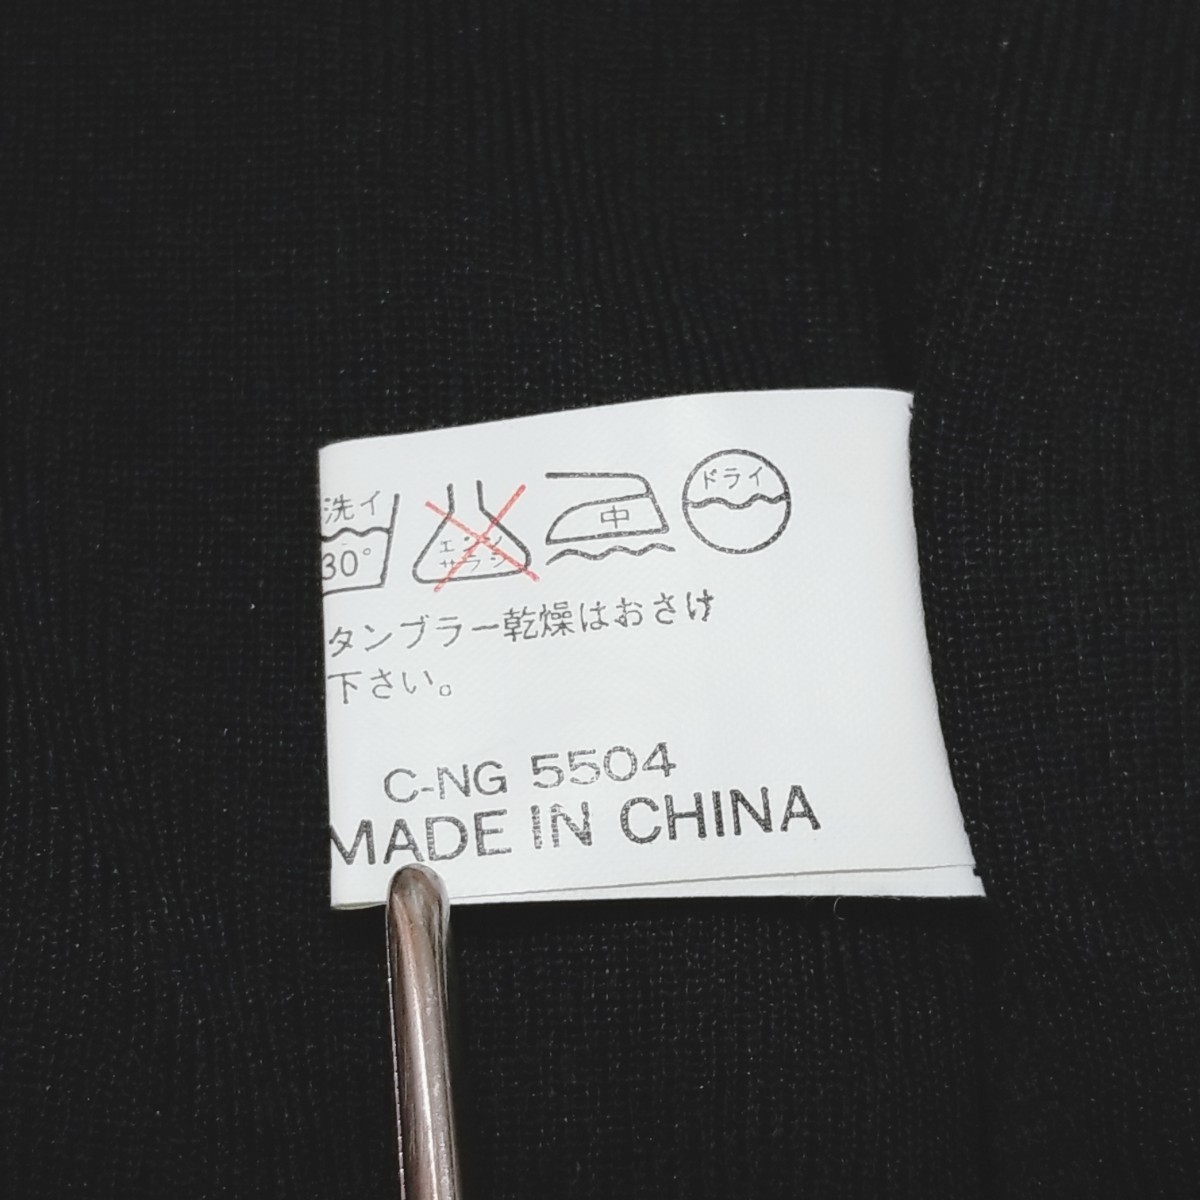 洗イ
30°
エンソ
サラシ
中
ドライ
タンブラー乾燥はおさけ
下さい。
C-NG 5504
MADE IN CHINA